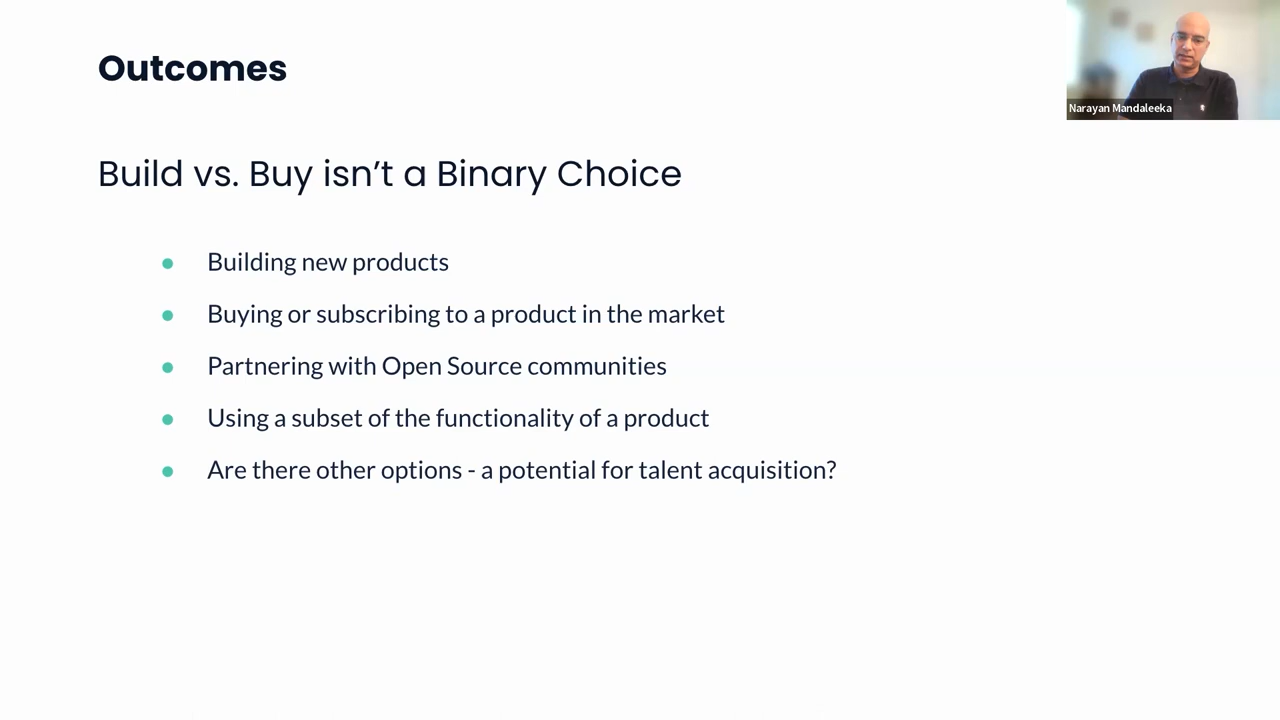 Outcomes
Narayan Mandaleeka
Build vs. Buy isn’t a Binary Choice
Building new products
Buying or subscribing to a product in the market
Partnering with Open Source communities
Using a subset of the functionality of a product
Are there other options - a potential for talent acquisition?